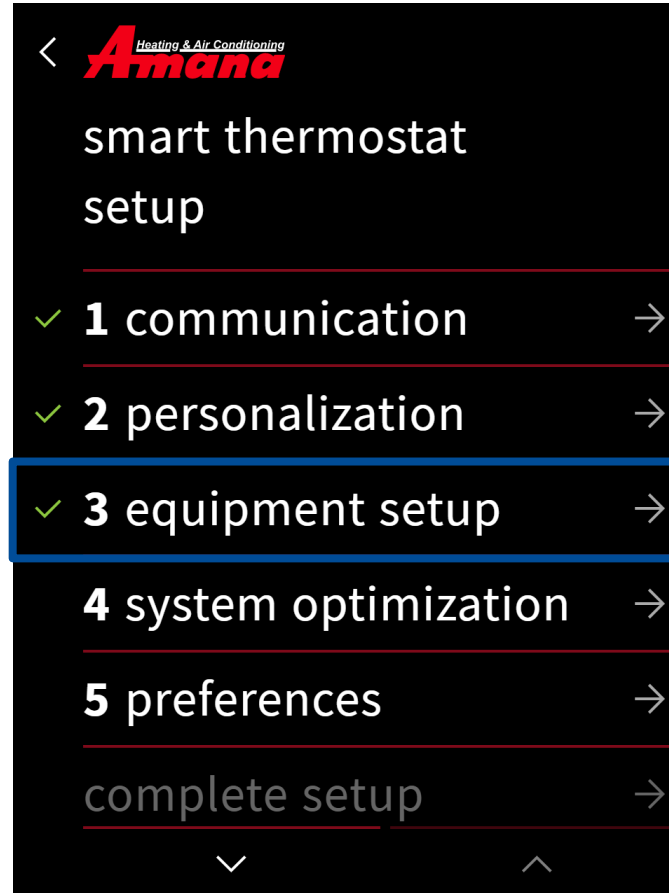 Heating & Air Conditioning
Amana
smart thermostat
setup
1 communication
2 personalization
3 equipment setup
4 system optimization
5 preferences
complete setup